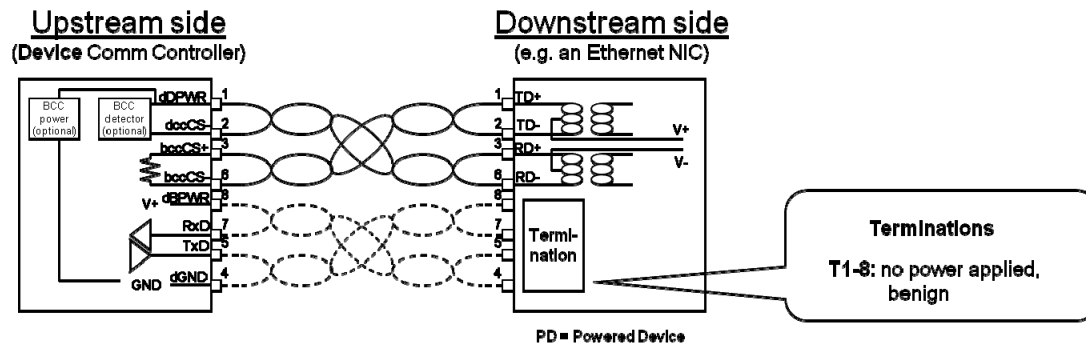 Upstream side
(Device Comm Controller)
Downstream side
(e.g. an Ethernet NIC)
BCC power (optional)
BCC detector (optional)
dDPWR 1
dccCS- 2
bccCS+ 3
bccCS- 6
V+ dBPWR 8
RxD 7
TxD 5
GND dGND 4
1 TD+
2 TD-
3 RD+
6 RD-
8
7
5
4
V+
V-
Termi-
nation
PD = Powered Device
Terminations
T1-8: no power applied,
benign